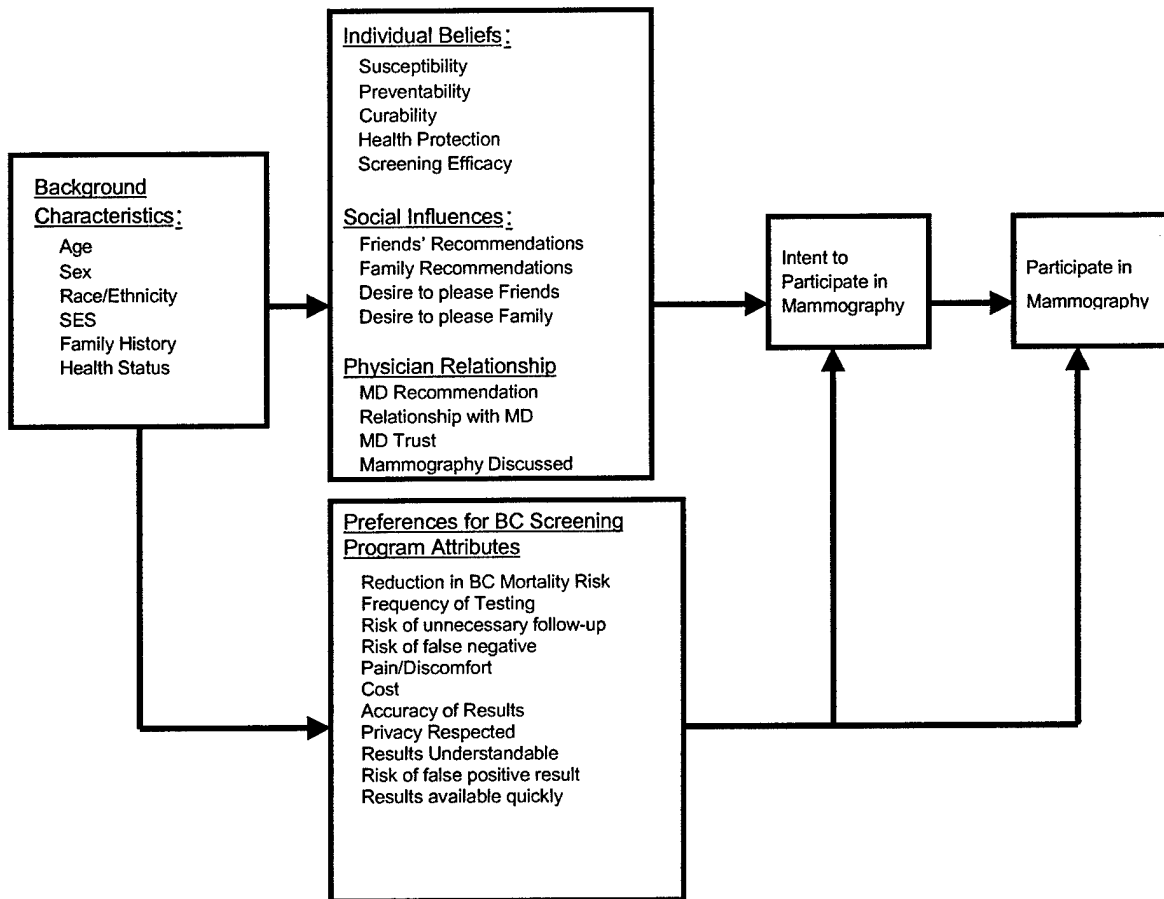 Background
Characteristics:
Age
Sex
Race/Ethnicity
SES
Family History
Health Status
Individual Beliefs:
Susceptibility
Preventability
Curability
Health Protection
Screening Efficacy
Social Influences:
Friends' Recommendations
Family Recommendations
Desire to please Friends
Desire to please Family
Physician Relationship
MD Recommendation
Relationship with MD
MD Trust
Mammography Discussed
Preferences for BC Screening
Program Attributes
Reduction in BC Mortality Risk
Frequency of Testing
Risk of unnecessary follow-up
Risk of false negative
Pain/Discomfort
Cost
Accuracy of Results
Privacy Respected
Results Understandable
Risk of false positive result
Results available quickly
Intent to
Participate in
Mammography
Participate in
Mammography